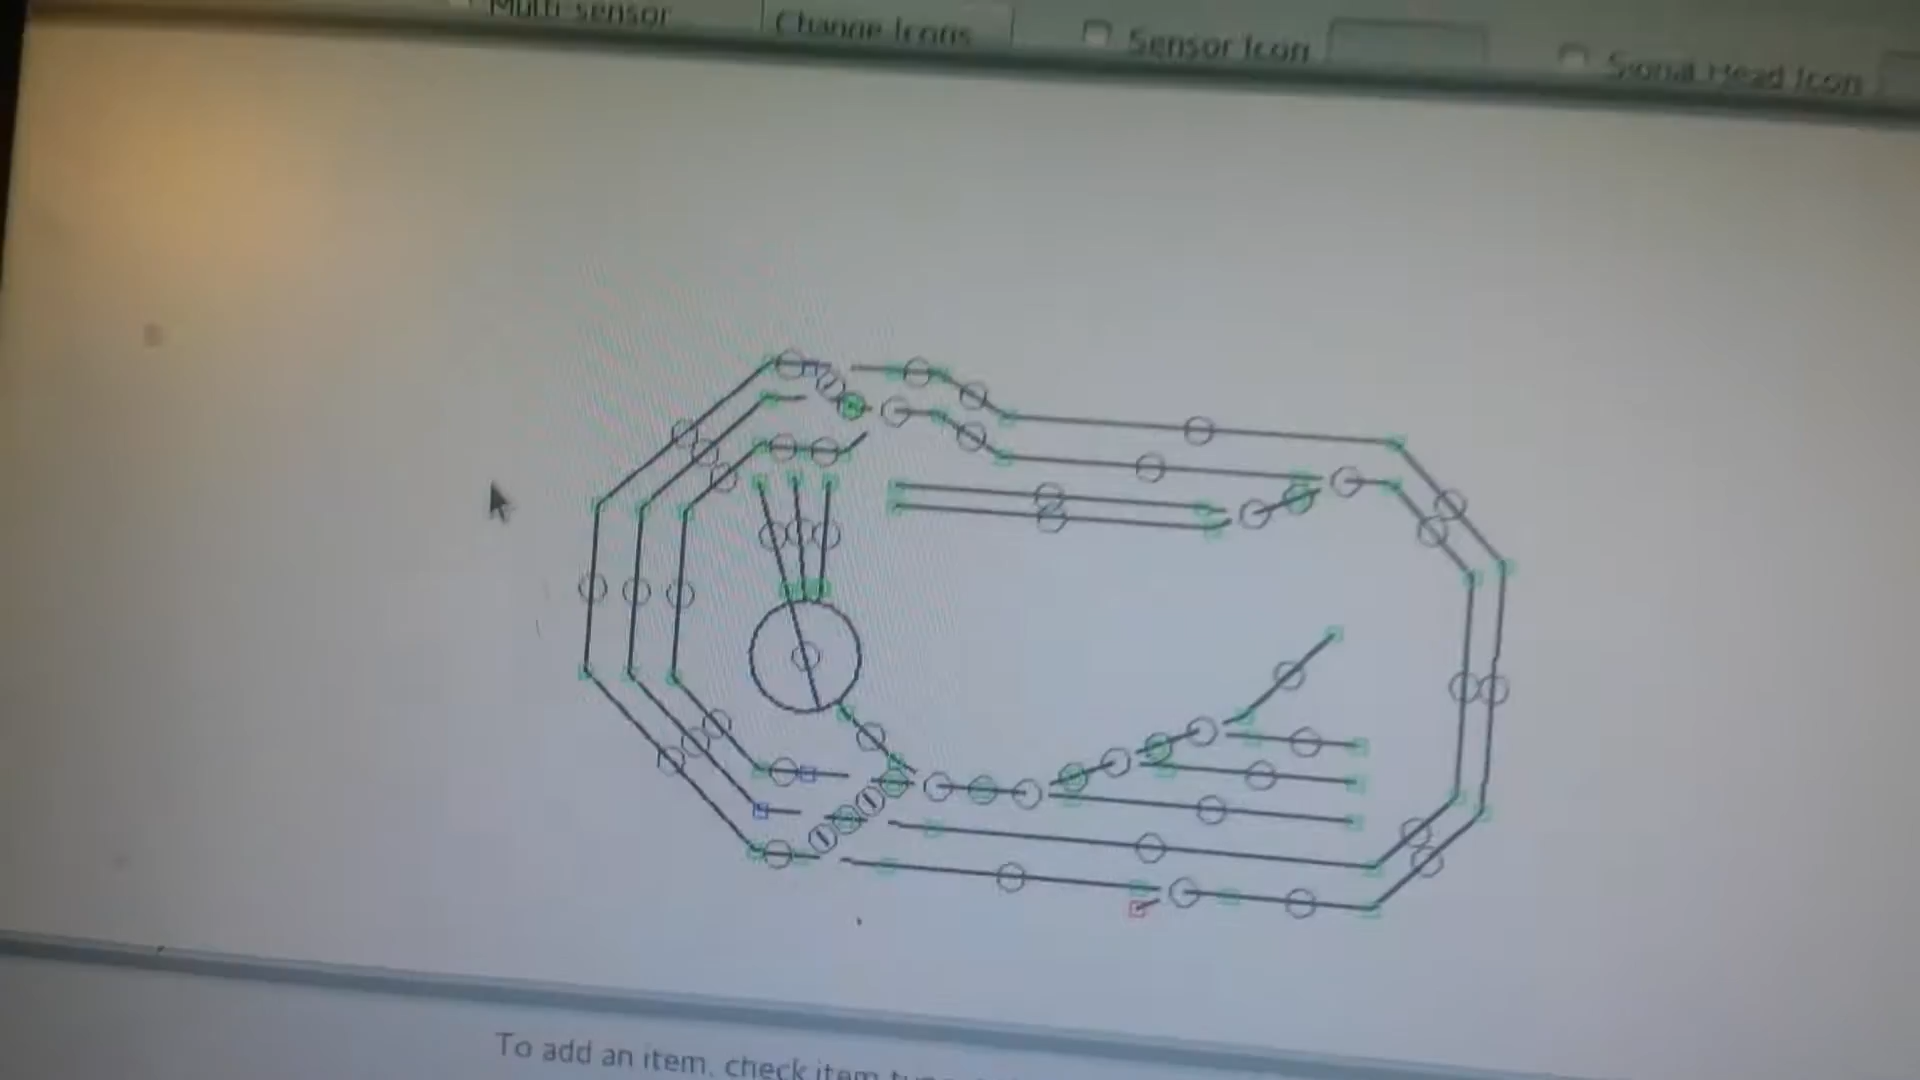 Multi-sensor Change Icons Sensor Icon Signal Head Icon
To add an item, check item